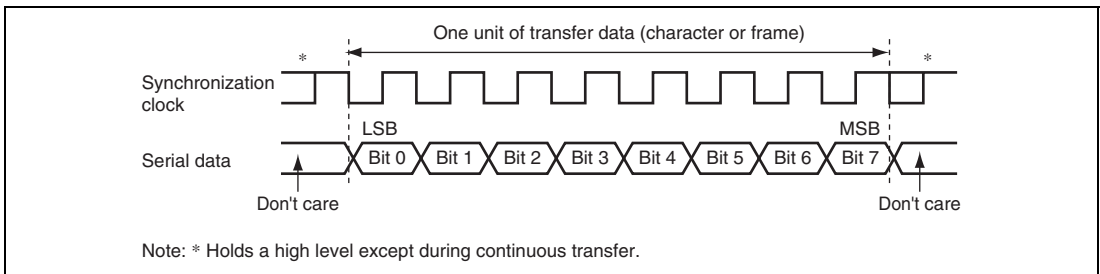 One unit of transfer data (character or frame)
* *
Synchronization
clock
LSB MSB
Serial data Bit 0 Bit 1 Bit 2 Bit 3 Bit 4 Bit 5 Bit 6 Bit 7
Don't care Don't care
Note: * Holds a high level except during continuous transfer.